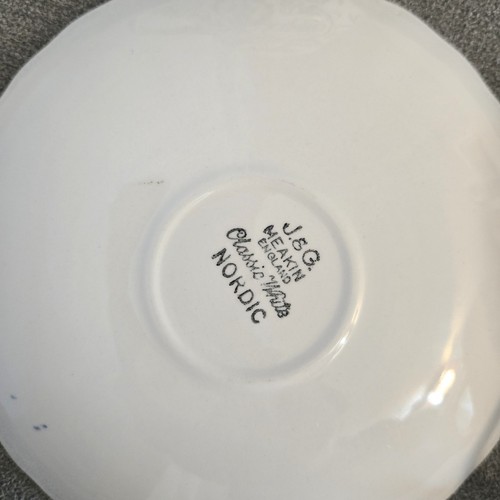 J.&G.
MEAKIN
ENGLAND
Classic White
NORDIC